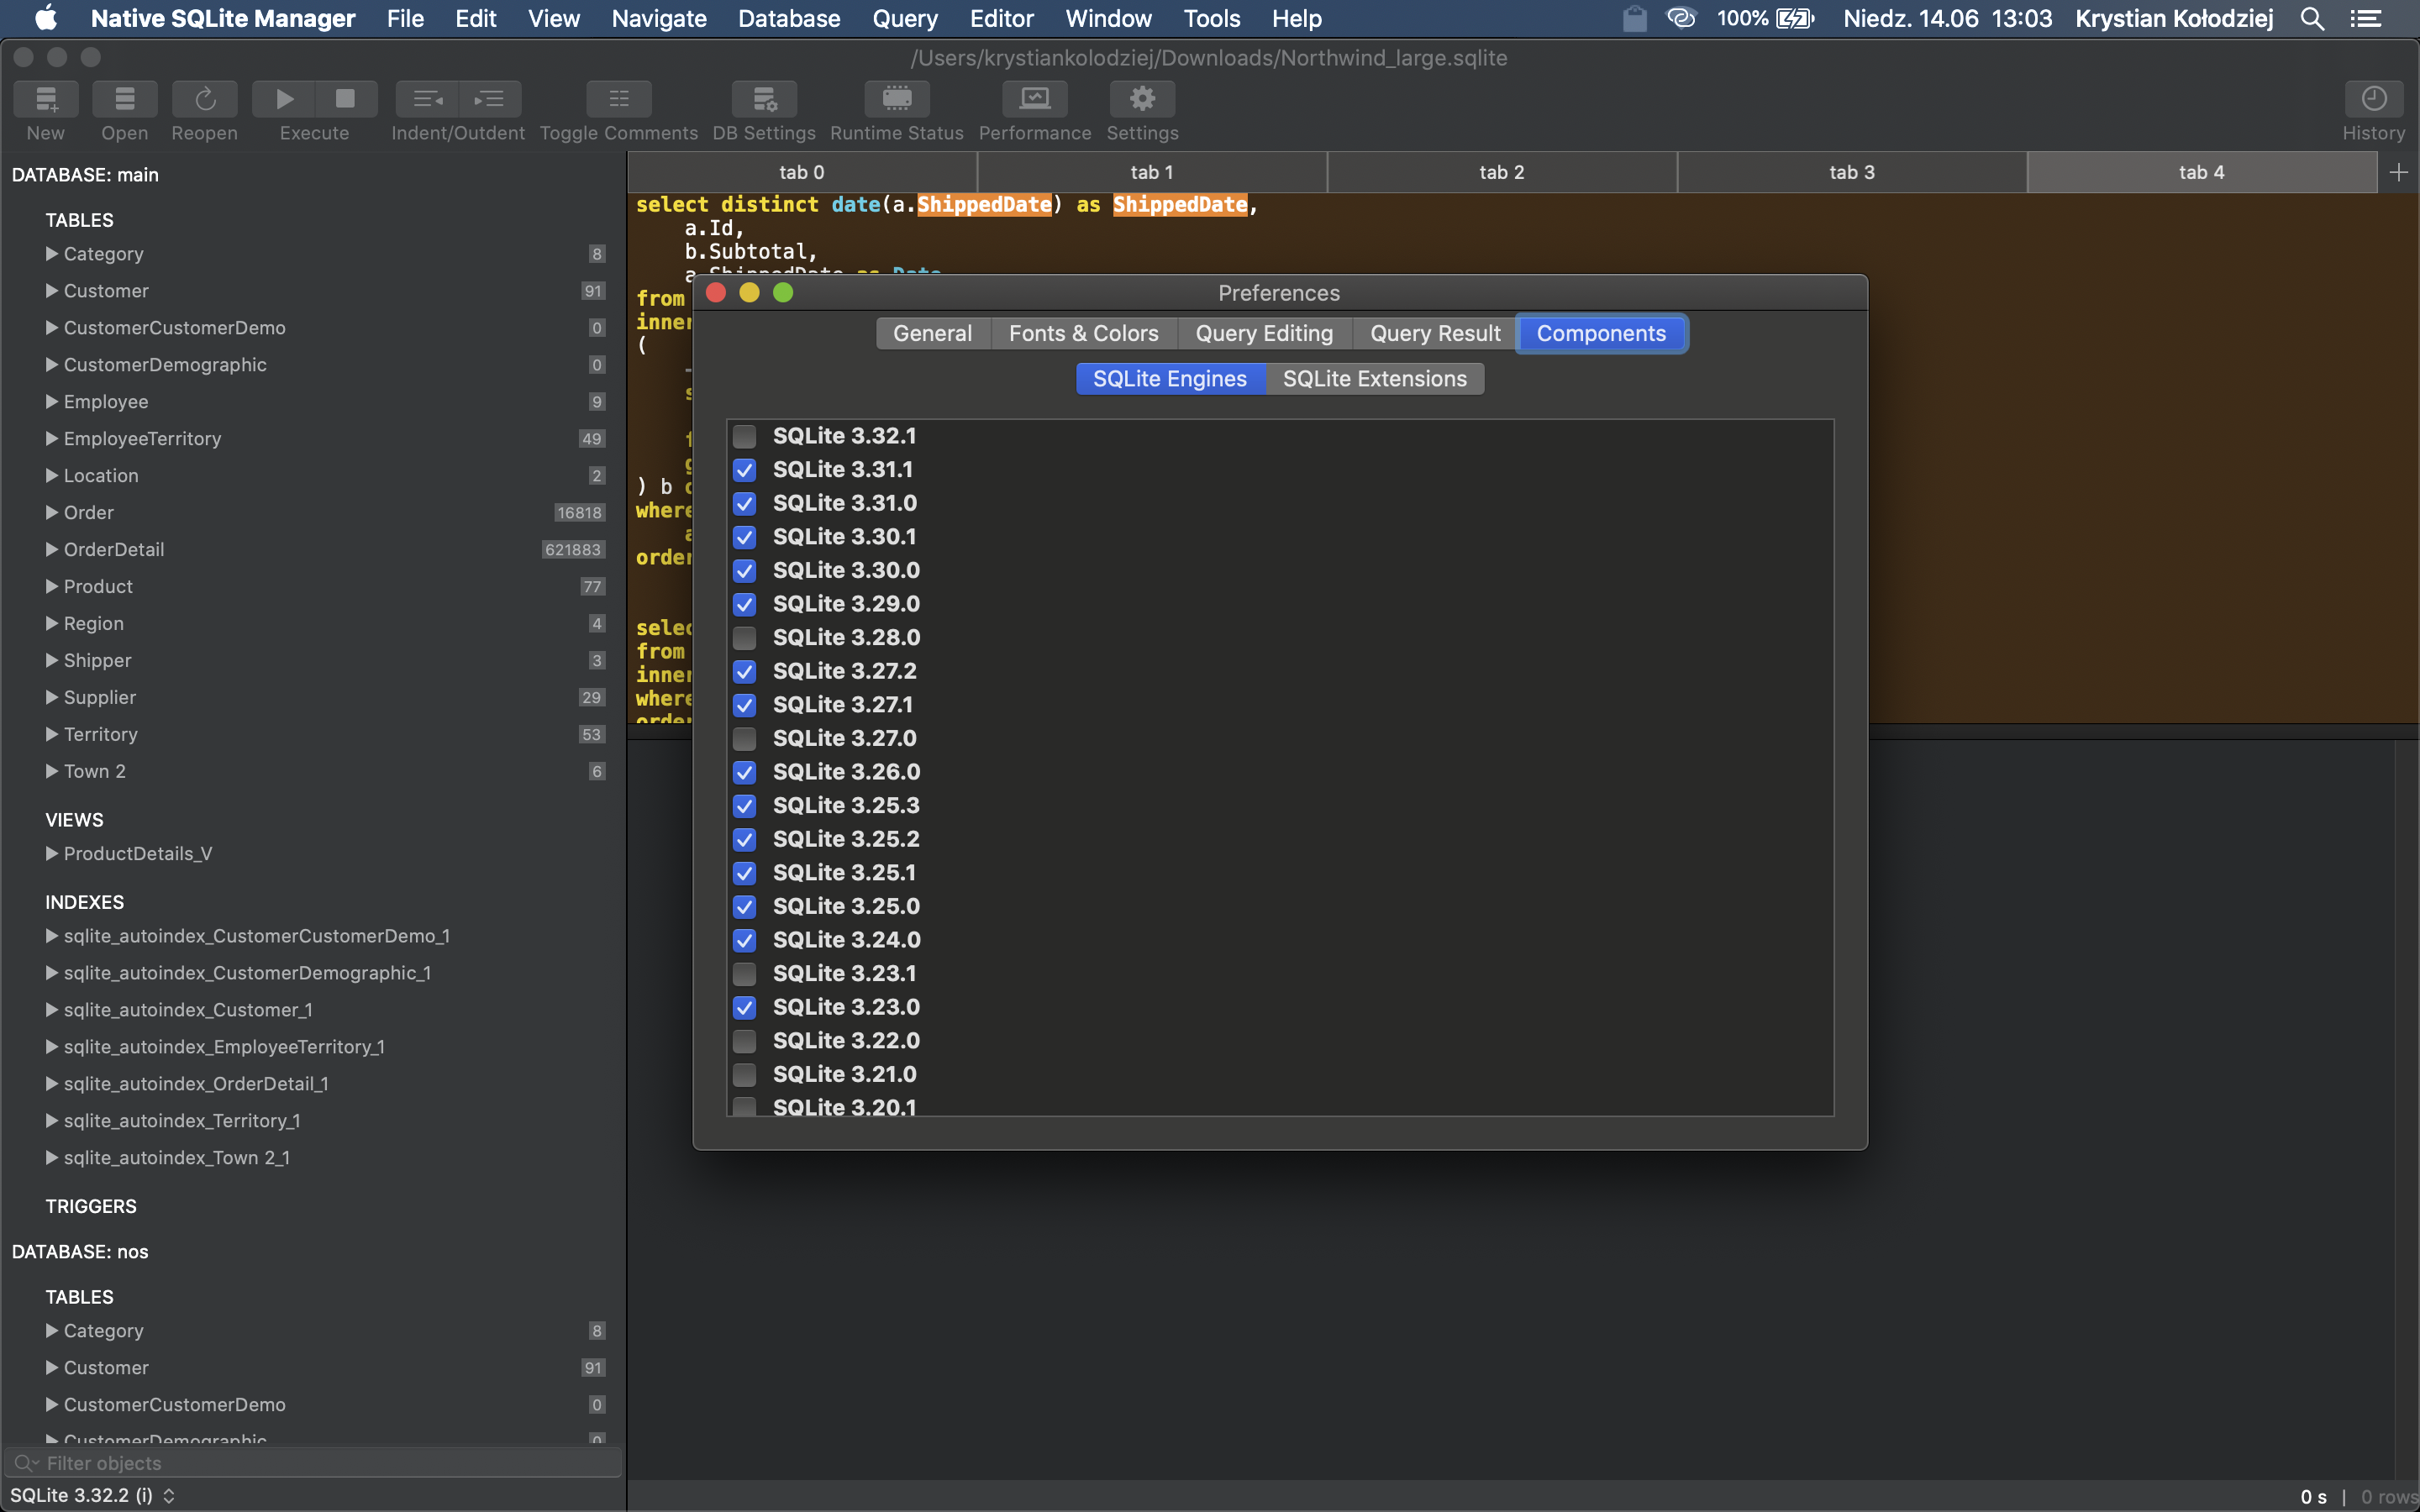 Native SQLite Manager File Edit View Navigate Database Query Editor Window Tools Help 100% Niedz. 14.06 13:03 Krystian Kołodziej
/Users/krystiankolodziej/Downloads/Northwind_large.sqlite
New Open Reopen Execute Indent/Outdent Toggle Comments DB Settings Runtime Status Performance Settings History
DATABASE: main
TABLES
Category 8
Customer 91
CustomerCustomerDemo 0
CustomerDemographic 0
Employee 9
EmployeeTerritory 49
Location 2
Order 16818
OrderDetail 621883
Product 77
Region 4
Shipper 3
Supplier 29
Territory 53
Town 2 6
VIEWS
ProductDetails_V
INDEXES
sqlite_autoindex_CustomerCustomerDemo_1
sqlite_autoindex_CustomerDemographic_1
sqlite_autoindex_Customer_1
sqlite_autoindex_EmployeeTerritory_1
sqlite_autoindex_OrderDetail_1
sqlite_autoindex_Territory_1
sqlite_autoindex_Town 2_1
TRIGGERS
DATABASE: nos
TABLES
Category 8
Customer 91
CustomerCustomerDemo 0
CustomerDemographic 0
Filter objects
SQLite 3.32.2 (i)
tab 0 tab 1 tab 2 tab 3 tab 4
select distinct date(a.ShippedDate) as ShippedDate,
a.Id,
b.Subtotal,
a.ShippedDate as Date
from
inner
(
) b
where
order
selec
from
inner
where
order
Preferences
General Fonts & Colors Query Editing Query Result Components
SQLite Engines SQLite Extensions
SQLite 3.32.1
SQLite 3.31.1
SQLite 3.31.0
SQLite 3.30.1
SQLite 3.30.0
SQLite 3.29.0
SQLite 3.28.0
SQLite 3.27.2
SQLite 3.27.1
SQLite 3.27.0
SQLite 3.26.0
SQLite 3.25.3
SQLite 3.25.2
SQLite 3.25.1
SQLite 3.25.0
SQLite 3.24.0
SQLite 3.23.1
SQLite 3.23.0
SQLite 3.22.0
SQLite 3.21.0
SQLite 3.20.1
0 s | 0 rows